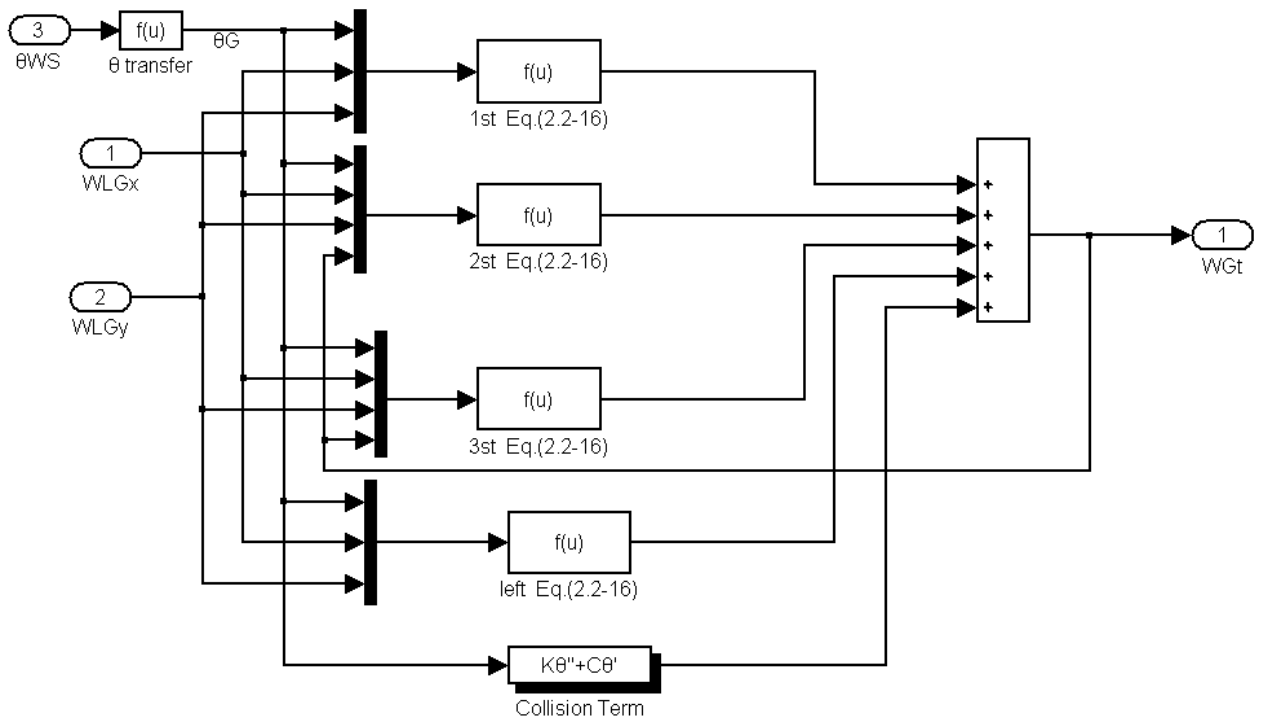 3
θWS
f(u)
θ transfer
θG
f(u)
1st Eq.(2.2-16)
1
WLGx
f(u)
2st Eq.(2.2-16)
2
WLGy
+
+
+
+
+
1
WGt
f(u)
3st Eq.(2.2-16)
f(u)
left Eq.(2.2-16)
Kθ"+Cθ'
Collision Term